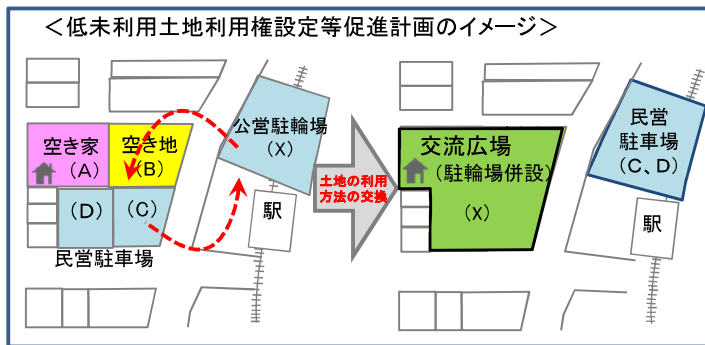 ＜低未利用土地利用権設定等促進計画のイメージ＞
空き家
（A）
空き地
（B）
公営駐輪場
（X）
（D）
（C）
民営駐車場
駅
土地の利用
方法の交換
交流広場
（駐輪場併設）
（X）
民営
駐車場
（C、D）
駅